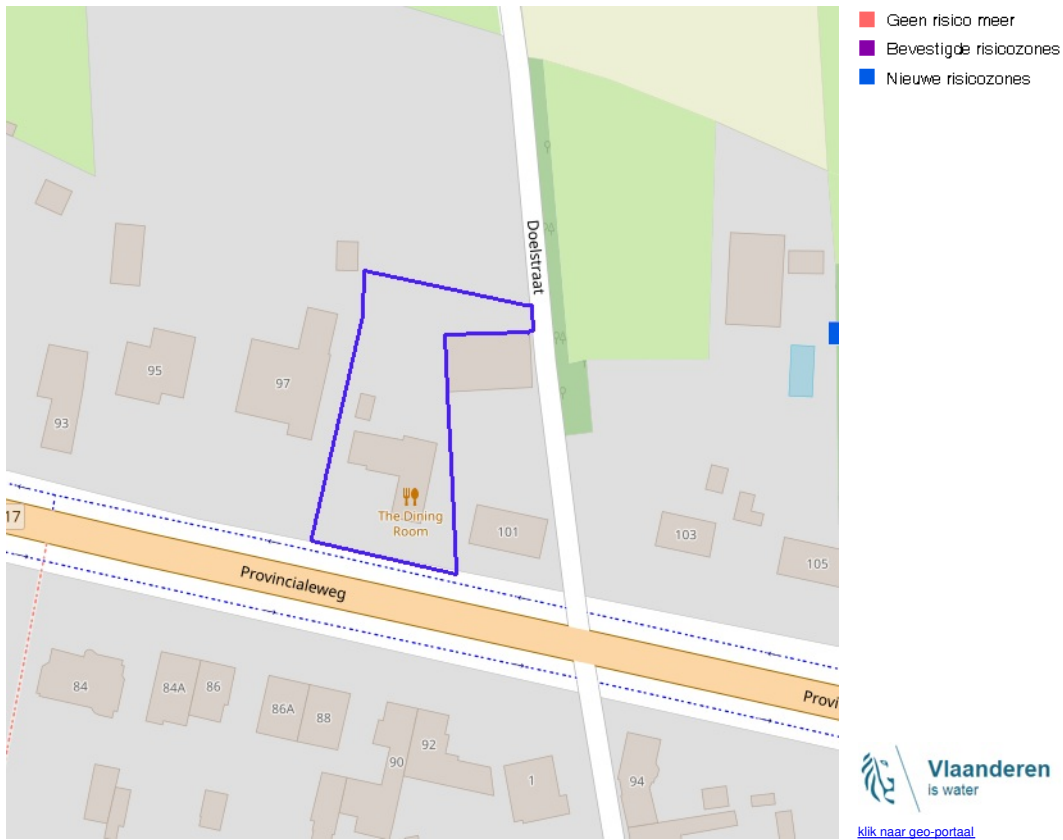 Geen risico meer
Bevestigde risicozones
Nieuwe risicozones
Doelstraat
95
97
93
The Dining
Room
101
103
105
17
Provincialeweg
Provi
84
84A
86
86A
88
90
92
1
94
Vlaanderen
is water
klik naar geo-portaal